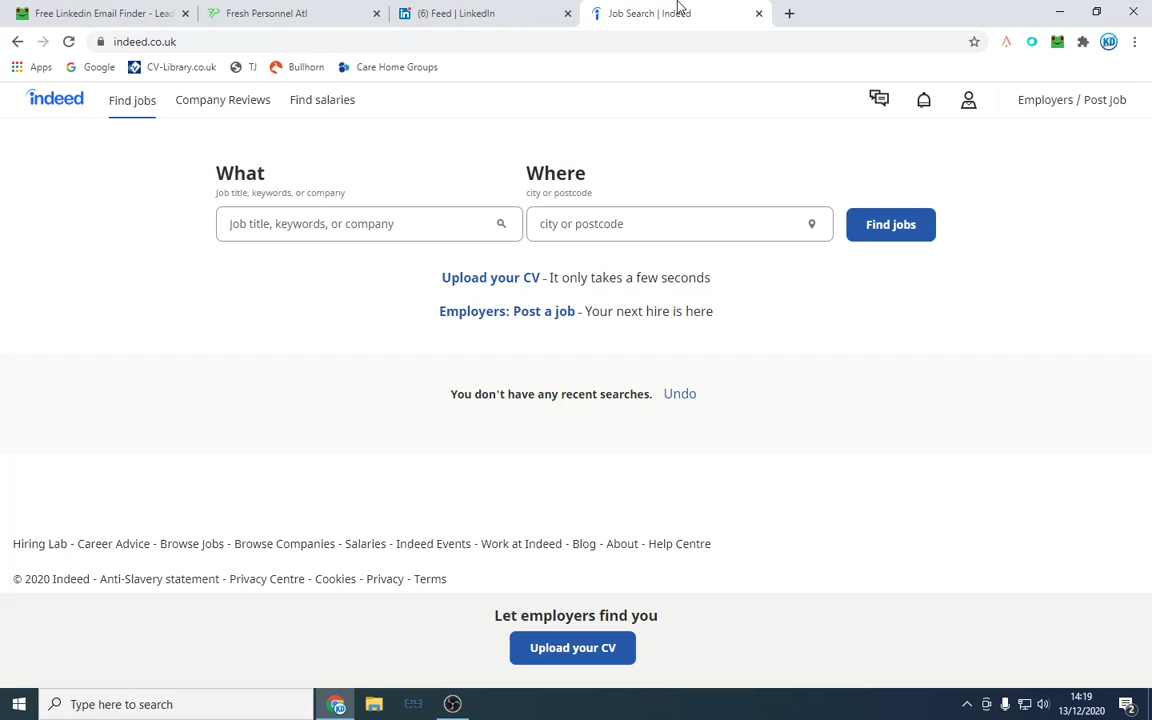 Free Linkedin Email Finder - Lead
Fresh Personnel Atl
(6) Feed | LinkedIn
Job Search | Indeed
indeed.co.uk
KD
Apps
Google
CV-Library.co.uk
TJ
Bullhorn
Care Home Groups
indeed
Find jobs
Company Reviews
Find salaries
Employers / Post Job
What
Where
Job title, keywords, or company
city or postcode
Job title, keywords, or company
city or postcode
Find jobs
Upload your CV - It only takes a few seconds
Employers: Post a job - Your next hire is here
You don't have any recent searches. Undo
Hiring Lab - Career Advice - Browse Jobs - Browse Companies - Salaries - Indeed Events - Work at Indeed - Blog - About - Help Centre
© 2020 Indeed - Anti-Slavery statement - Privacy Centre - Cookies - Privacy - Terms
Let employers find you
Upload your CV
Type here to search
14:19
13/12/2020
2